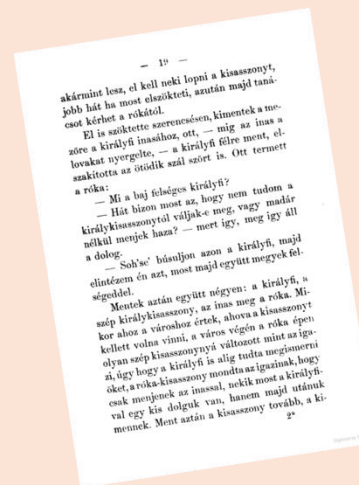 — 19 —
akármint lesz, el kell neki lopni a kisasszonyt,
jobb hát ha most elszökteti, azután majd taná-
csot kérhet a rókától.
El is szöktette szerencsésen, kimentek a me-
zőre a királyfi inasához, ott, — mig az inas a
lovakat nyergelte, — a királyfi félre ment, el-
szakította az ötödik szál szőrt is. Ott termett
a róka:
— Mi a baj felséges királyfi?
— Hát bizon most az, hogy nem tudom a
királykisasszonytól váljak-e meg, vagy madár
nélkül menjek haza? — mert igy, meg igy áll
a dolog.
— Soh'se' búsuljon azon a királyfi, majd
elintézem én azt, most majd együtt megyek fel-
ségeddel.
Mentek aztán együtt négyen: a királyfi, a
szép királykisasszony, az inas meg a róka. Mi-
kor ahoz a városhoz értek, ahova a kisasszonyt
kellett volna vinni, a város végén a róka épen
olyan szép kisasszonynyá változott mint az iga-
zi, úgy hogy a királyfi is alig tudta megismerni
őket, a róka-kisasszony mondta az igazinak, hogy
csak menjenek az inassal, nekik most a királyfi-
val egy kis dolguk van, hanem majd utánuk
mennek. Ment aztán a kisasszony tovább, a ki-
2*